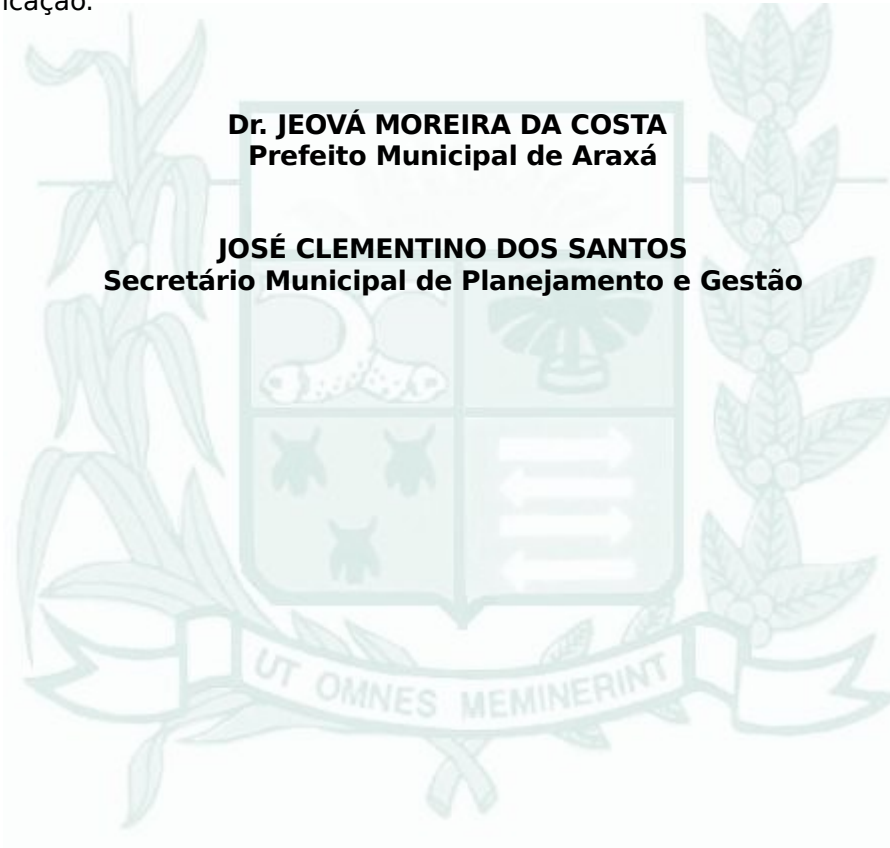 icação.
Dr. JEOVÁ MOREIRA DA COSTA
Prefeito Municipal de Araxá
JOSÉ CLEMENTINO DOS SANTOS
Secretário Municipal de Planejamento e Gestão
UT OMNES MEMINERINT